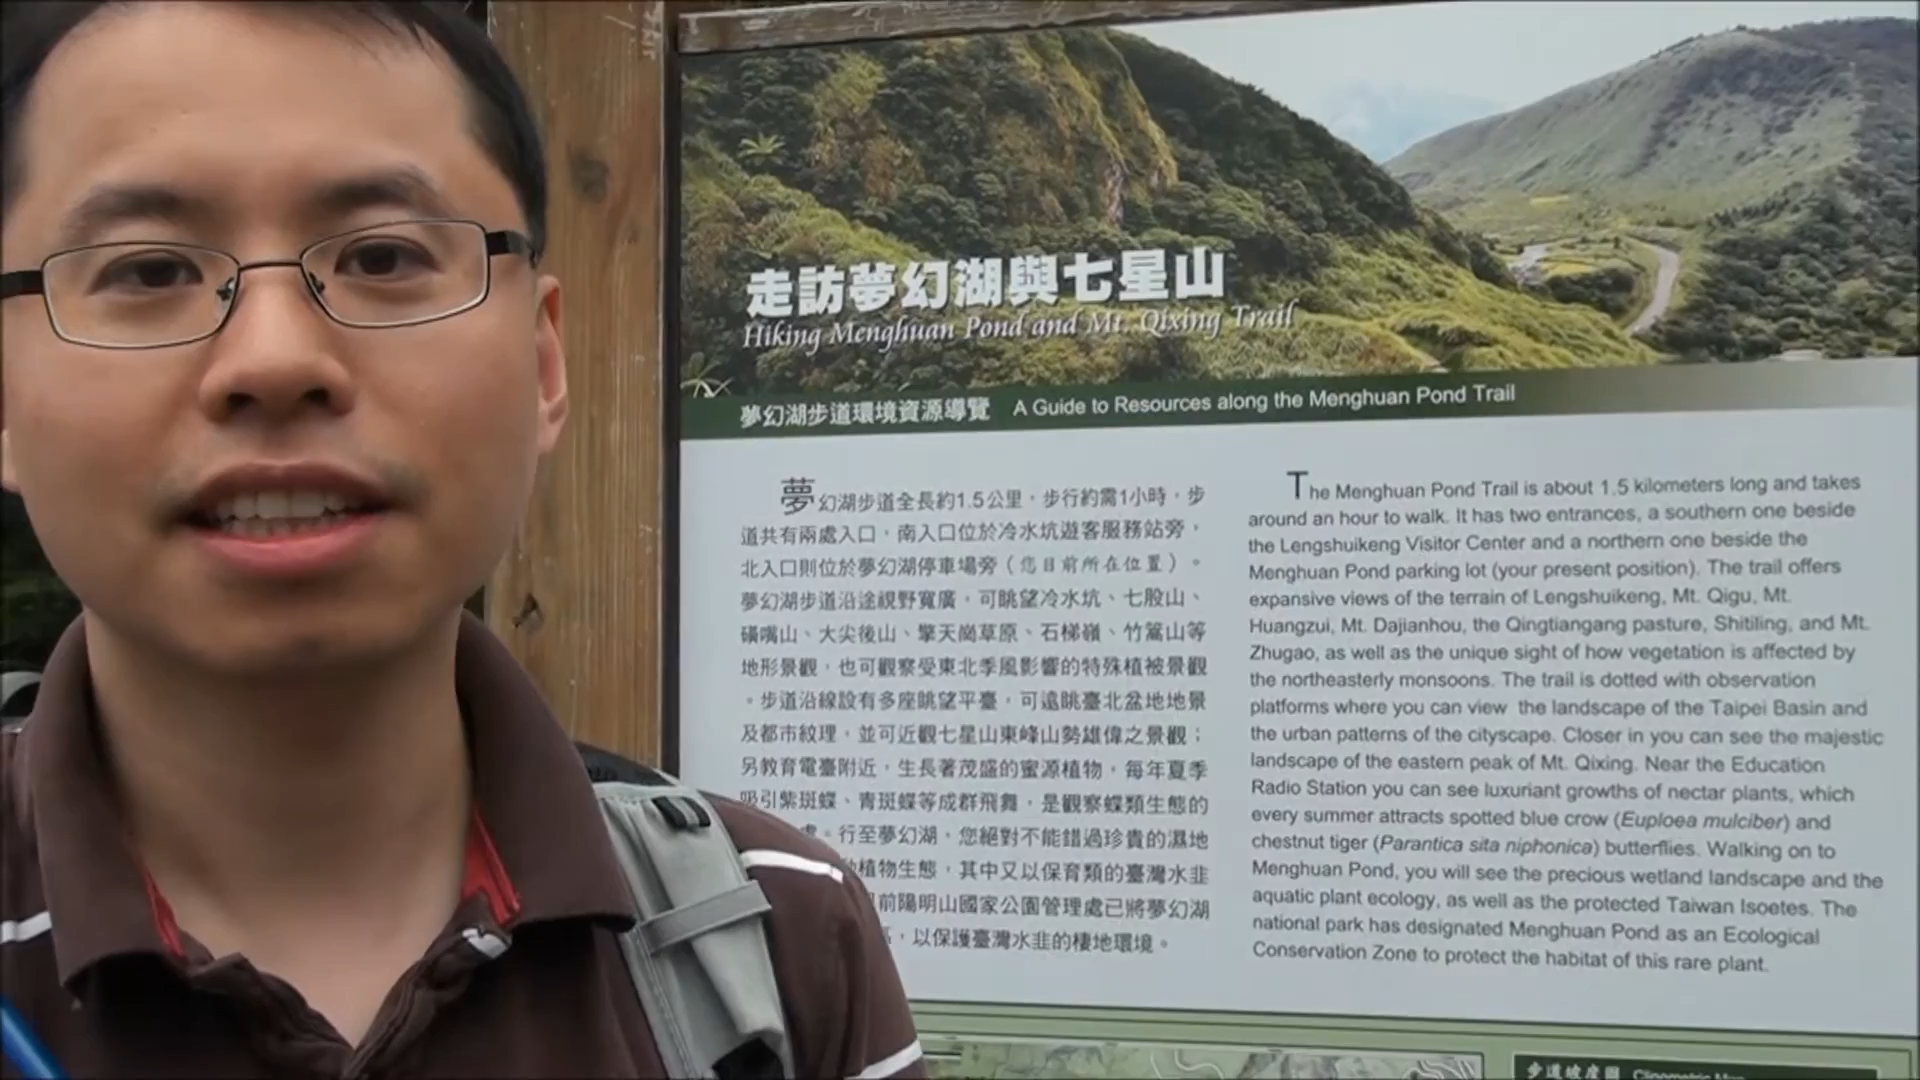 走訪夢幻湖與七星山
Hiking Menghuan Pond and Mt. Qixing Trail
夢幻湖步道環境資源導覽 A Guide to Resources along the Menghuan Pond Trail
夢幻湖步道全長約1.5公里，步行約需1小時，步
道共有兩處入口，南入口位於冷水坑遊客服務站旁，
北入口則位於夢幻湖停車場旁（您目前所在位置）。
夢幻湖步道沿途視野寬廣，可眺望冷水坑、七股山、
磺嘴山、大尖後山、擎天崗草原、石梯嶺、竹篙山等
地形景觀，也可觀察受東北季風影響的特殊植被景觀
。步道沿線設有多座眺望平臺，可遠眺臺北盆地地景
及都市紋理，並可近觀七星山東峰山勢雄偉之景觀；
另教育電臺附近，生長著茂盛的蜜源植物，每年夏季
吸引紫斑蝶、青斑蝶等成群飛舞，是觀察蝶類生態的
處。行至夢幻湖，您絕對不能錯過珍貴的濕地
植物生態，其中又以保育類的臺灣水韭
前陽明山國家公園管理處已將夢幻湖
，以保護臺灣水韭的棲地環境。
The Menghuan Pond Trail is about 1.5 kilometers long and takes
around an hour to walk. It has two entrances, a southern one beside
the Lengshuikeng Visitor Center and a northern one beside the
Menghuan Pond parking lot (your present position). The trail offers
expansive views of the terrain of Lengshuikeng, Mt. Qigu, Mt.
Huangzui, Mt. Dajianhou, the Qingtiangang pasture, Shitiling, and Mt.
Zhugao, as well as the unique sight of how vegetation is affected by
the northeasterly monsoons. The trail is dotted with observation
platforms where you can view the landscape of the Taipei Basin and
the urban patterns of the cityscape. Closer in you can see the majestic
landscape of the eastern peak of Mt. Qixing. Near the Education
Radio Station you can see luxuriant growths of nectar plants, which
every summer attracts spotted blue crow (Euploea mulciber) and
chestnut tiger (Parantica sita niphonica) butterflies. Walking on to
Menghuan Pond, you will see the precious wetland landscape and the
aquatic plant ecology, as well as the protected Taiwan Isoetes. The
national park has designated Menghuan Pond as an Ecological
Conservation Zone to protect the habitat of this rare plant.
步道坡度圖